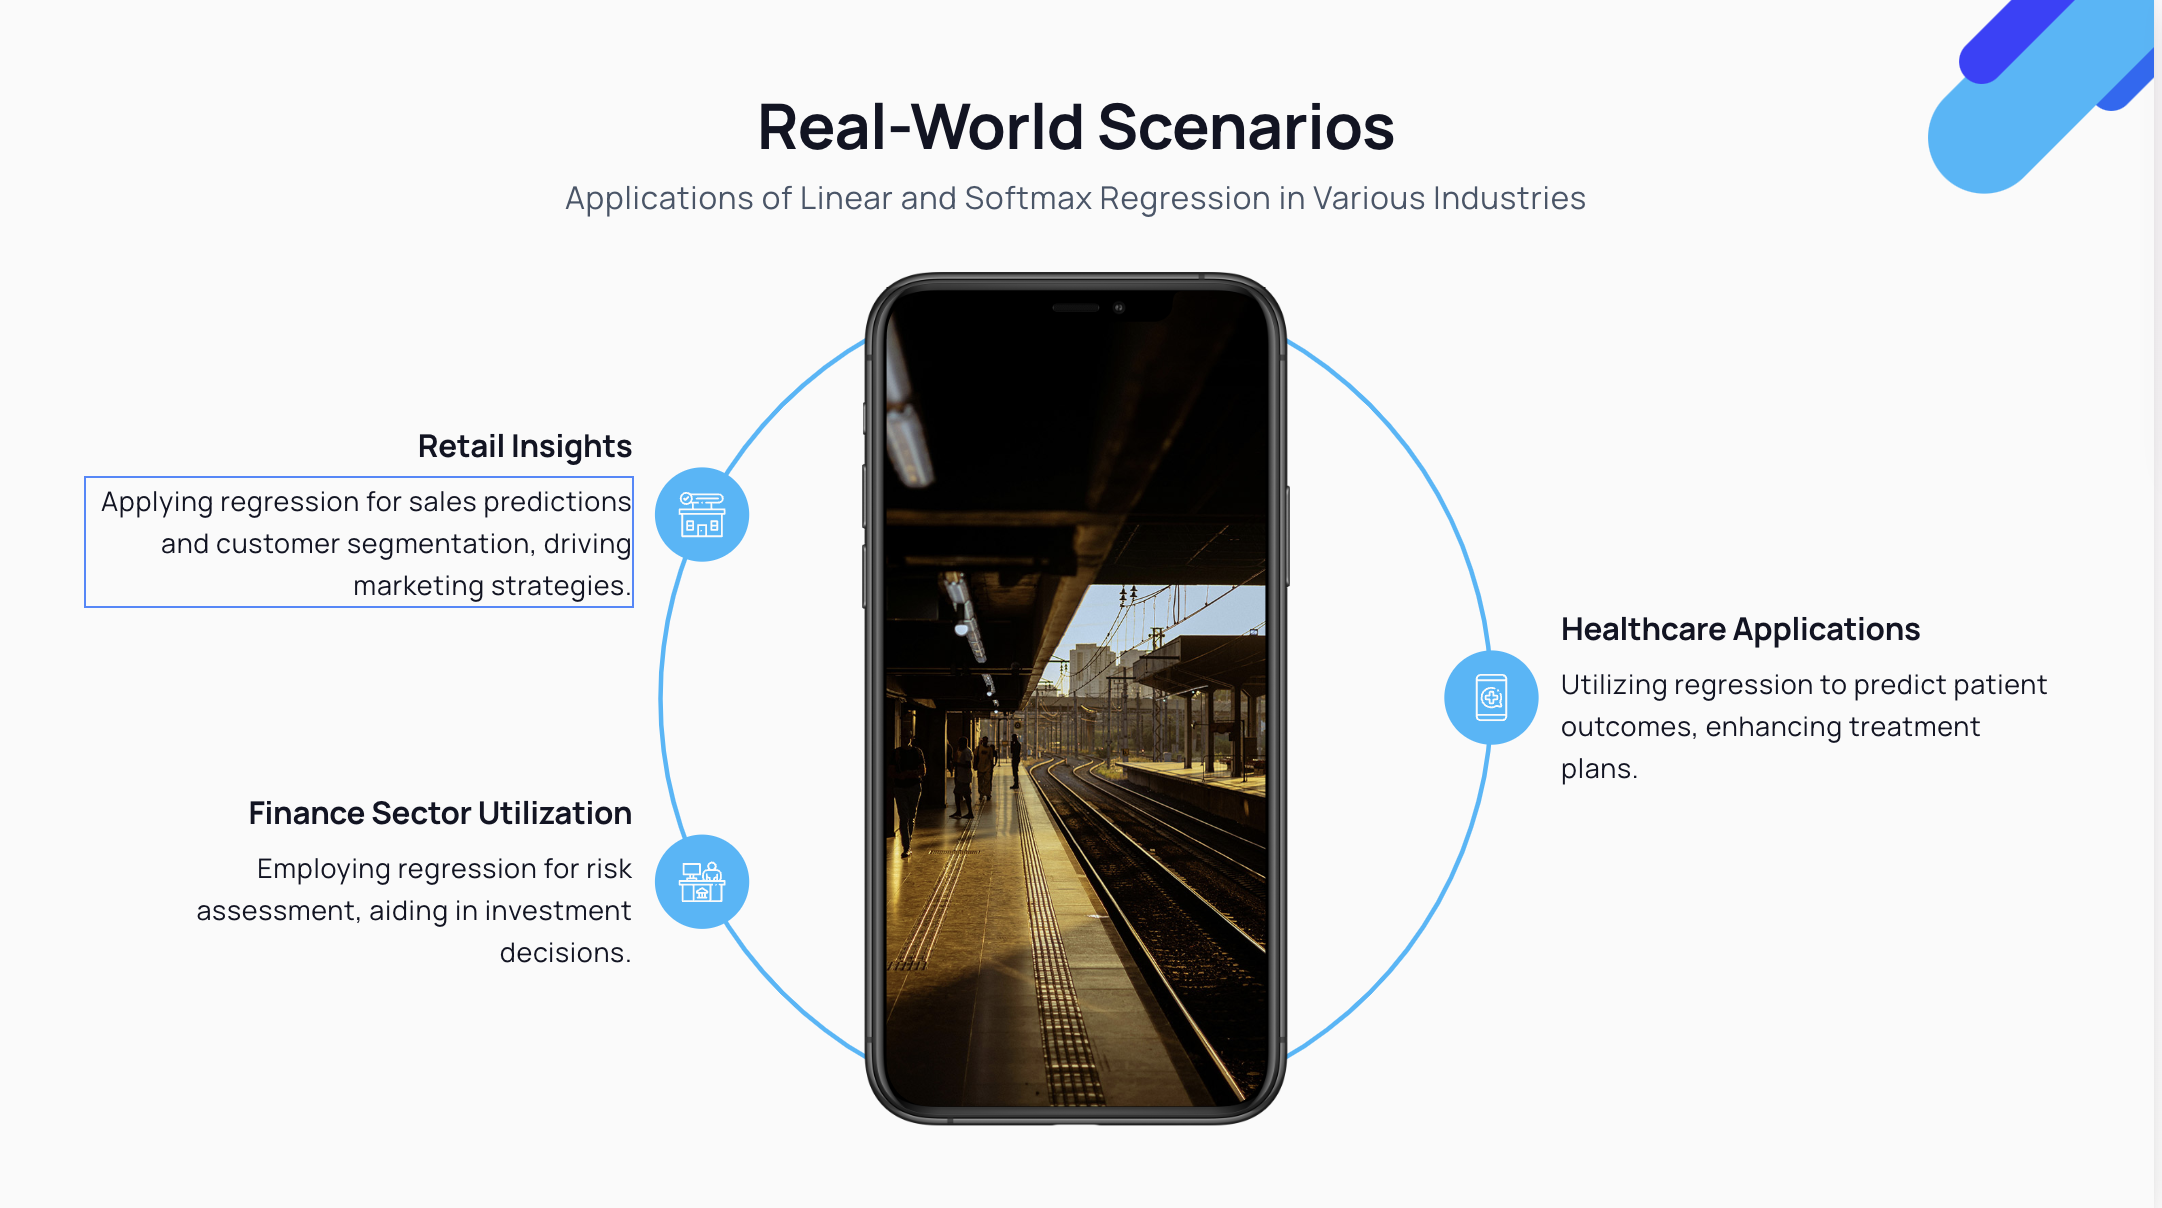 Real-World Scenarios
Applications of Linear and Softmax Regression in Various Industries
Retail Insights
Applying regression for sales predictions
and customer segmentation, driving
marketing strategies.
Finance Sector Utilization
Employing regression for risk
assessment, aiding in investment
decisions.
Healthcare Applications
Utilizing regression to predict patient
outcomes, enhancing treatment
plans.